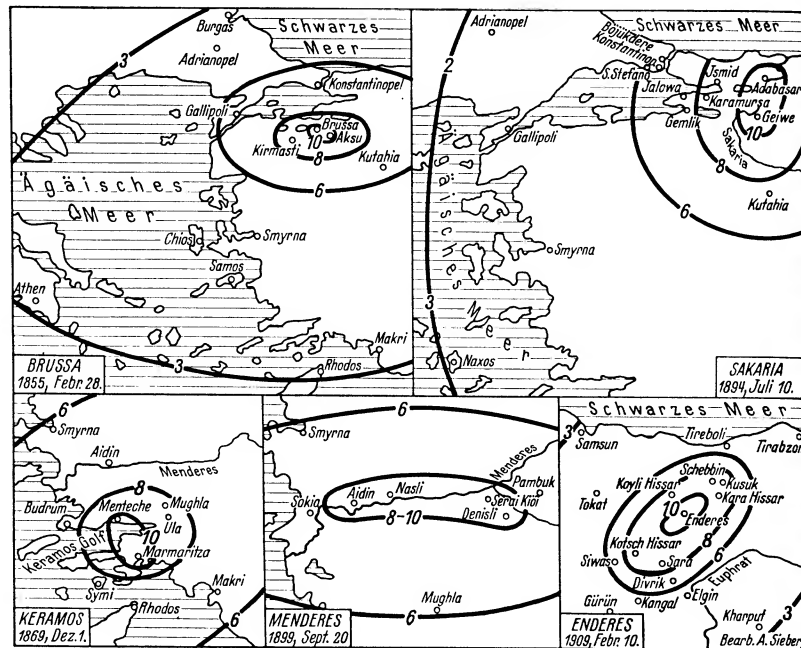 Burgas
3
Schwarzes
Meer
Adrianopel
Konstantinopel
Gallipoli
Brussa
10
Aksu
Kirmasti
8
Kutahia
6
Ägäisches
Meer
Chios
Smyrna
Samos
Athen
Makri
3
Rhodos
BRUSSA
1855, Febr. 28.
Adrianopel
Schwarzes Meer
Bojukdere
Konstantinop.
2
S.Stefano
Jsmid
Jalowa
Adabasar
Karamursa
Geiwe
Gemlik
10
Gallipoli
Sakaria
8
Kutahia
6
Ägäisches Meer
Smyrna
3
Naxos
SAKARIA
1894, Juli 10.
6
Smyrna
Aidin
Menderes
8
Budrum
Menteche
Mughla
Ula
10
Keramos Golf
Marmaritza
Symi
Makri
Rhodos
6
KERAMOS
1869, Dez. 1.
6
Smyrna
Menderes
Nasli
Pambuk
Aidin
Serai Kioi
Sokia
8-10
Denisli
Mughla
6
MENDERES
1899, Sept. 20
Schwarzes Meer
3
Samsun
Tireboli
Tirabzon
Schebbin
Koyli Hissar
Kusuk
Kara Hissar
Tokat
10
Enderes
8
Kotsch Hissar
6
Siwas
Sara
Divrik
Euphrat
Elgin
Gürün
Kangal
3
Kharput
ENDERES
1909, Febr. 10.
Bearb. A. Sieberg